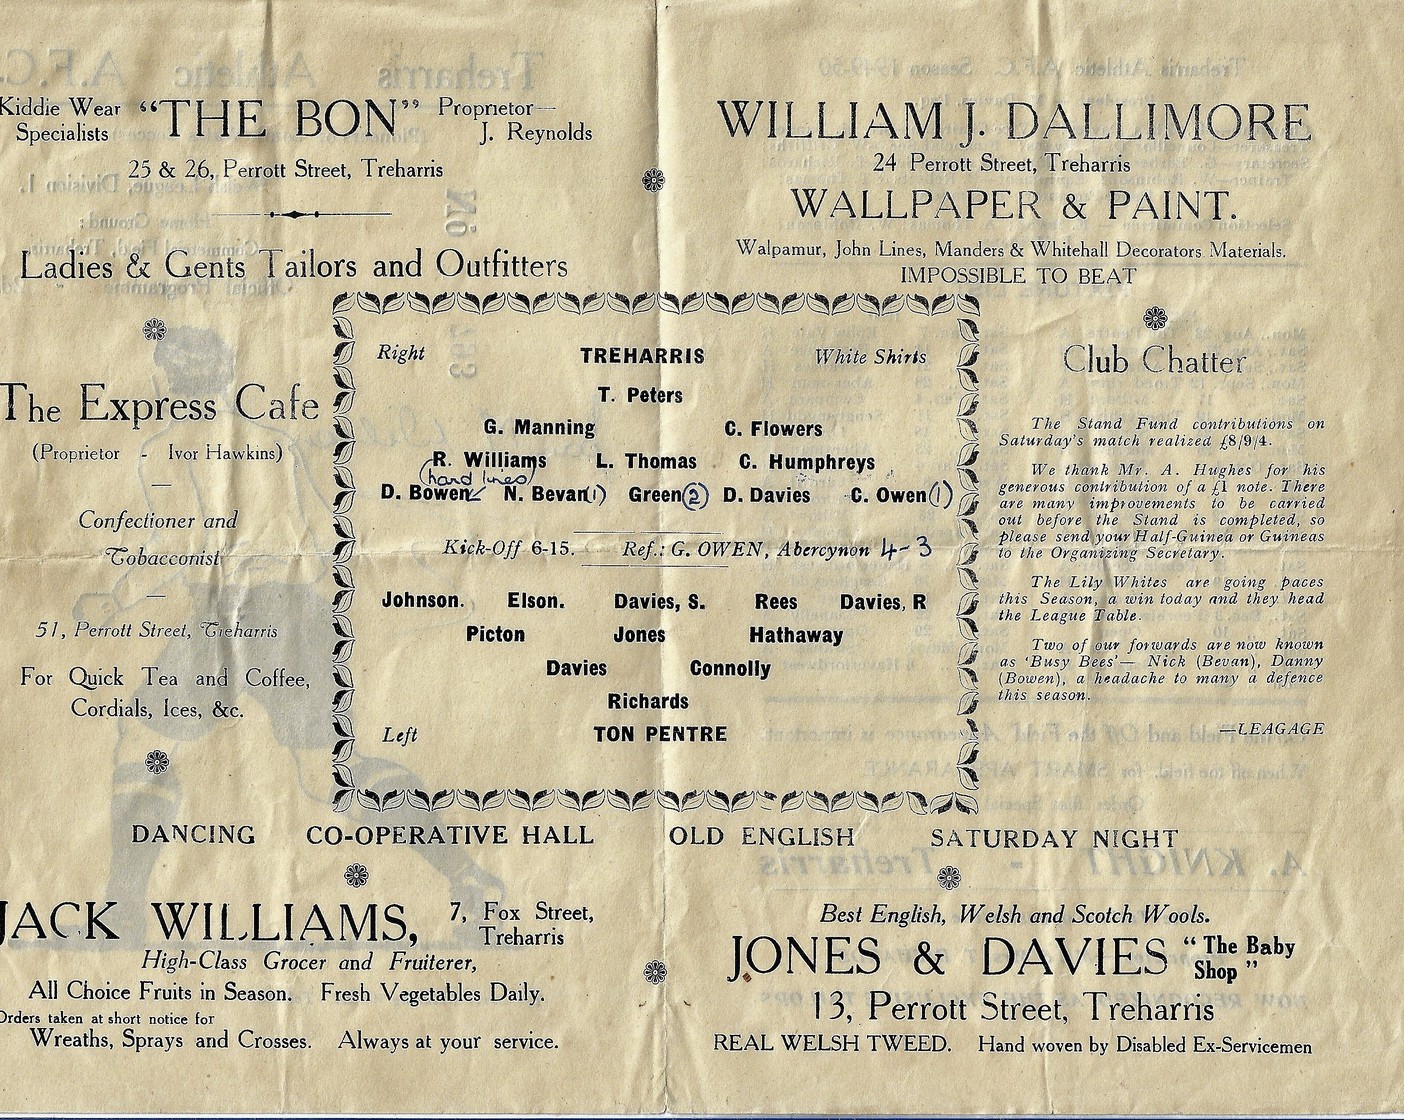 Kiddie Wear Specialists "THE BON" Proprietor— J. Reynolds
25 & 26, Perrott Street, Treharris
Ladies & Gents Tailors and Outfitters
The Express Cafe
(Proprietor - Ivor Hawkins)
Confectioner and
Tobacconist
51, Perrott Street, Treharris
For Quick Tea and Coffee,
Cordials, Ices, &c.
WILLIAM J. DALLIMORE
24 Perrott Street, Treharris
WALLPAPER & PAINT.
Walpamur, John Lines, Manders & Whitehall Decorators Materials.
IMPOSSIBLE TO BEAT
Right TREHARRIS White Shirts
T. Peters
G. Manning C. Flowers
R. Williams L. Thomas C. Humphreys
(hard lines)
D. Bowen N. Bevan (1) Green (2) D. Davies C. Owen (1)
Kick-Off 6-15. Ref.: G. OWEN, Abercynon 4-3
Johnson. Elson. Davies, S. Rees Davies, R
Picton Jones Hathaway
Davies Connolly
Richards
Left TON PENTRE
Club Chatter
The Stand Fund contributions on
Saturday's match realized £8/9/4.
We thank Mr. A. Hughes for his
generous contribution of a £1 note. There
are many improvements to be carried
out before the Stand is completed, so
please send your Half-Guinea or Guineas
to the Organizing Secretary.
The Lily Whites are going paces
this Season, a win today and they head
the League Table.
Two of our forwards are now known
as 'Busy Bees'— Nick (Bevan), Danny
(Bowen), a headache to many a defence
this season.
—LEAGAGE
DANCING CO-OPERATIVE HALL OLD ENGLISH SATURDAY NIGHT
JACK WILLIAMS, 7, Fox Street, Treharris
High-Class Grocer and Fruiterer,
All Choice Fruits in Season. Fresh Vegetables Daily.
Orders taken at short notice for
Wreaths, Sprays and Crosses. Always at your service.
Best English, Welsh and Scotch Wools.
JONES & DAVIES "The Baby Shop"
13, Perrott Street, Treharris
REAL WELSH TWEED. Hand woven by Disabled Ex-Servicemen